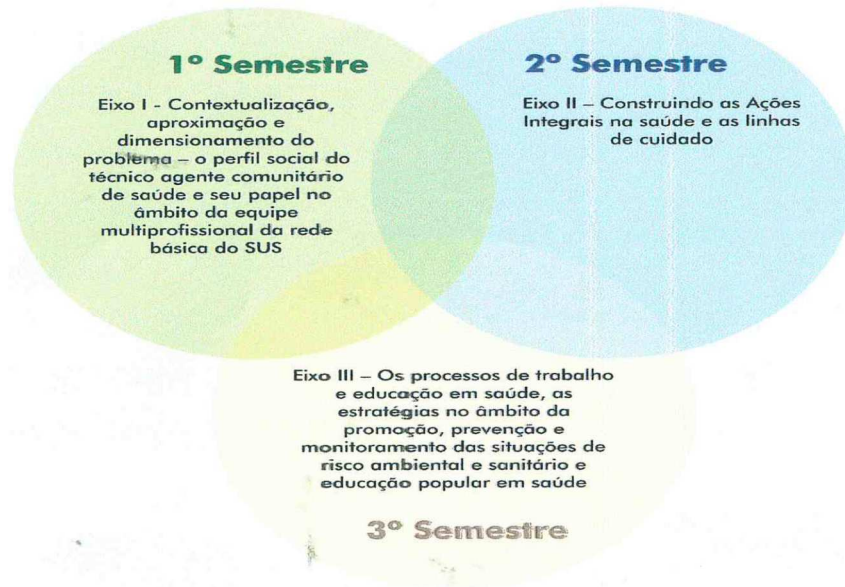 1º Semestre
Eixo I - Contextualização,
aproximação e
dimensionamento do
problema – o perfil social do
técnico agente comunitário
de saúde e seu papel no
âmbito da equipe
multiprofissional da rede
básica do SUS
2º Semestre
Eixo II – Construindo as Ações
Integrais na saúde e as linhas
de cuidado
Eixo III – Os processos de trabalho
e educação em saúde, as
estratégias no âmbito da
promoção, prevenção e
monitoramento das situações de
risco ambiental e sanitário e
educação popular em saúde
3º Semestre